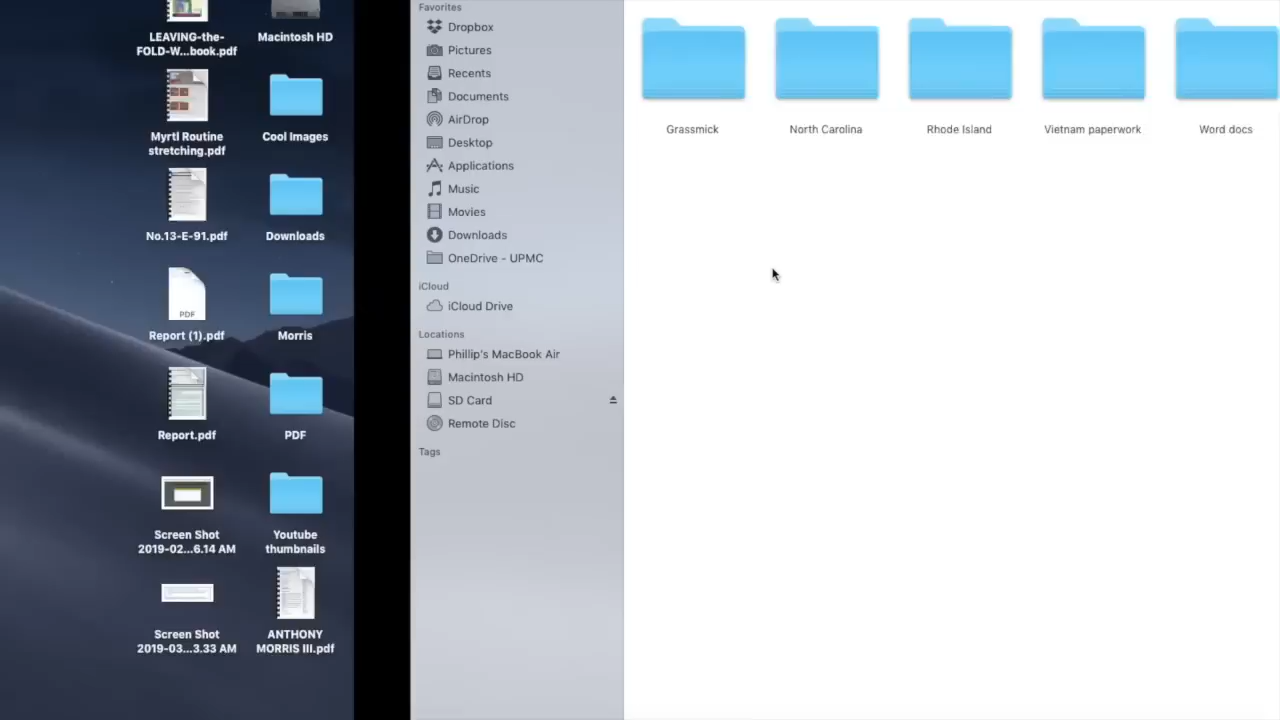 LEAVING-the-
FOLD-W...book.pdf
Macintosh HD
Myrtl Routine
stretching.pdf
Cool Images
No.13-E-91.pdf
Downloads
PDF
Report (1).pdf
Morris
Report.pdf
PDF
Screen Shot
2019-02...6.14 AM
Youtube
thumbnails
Screen Shot
2019-03...3.33 AM
ANTHONY
MORRIS III.pdf
Favorites
Dropbox
Pictures
Recents
Documents
AirDrop
Desktop
Applications
Music
Movies
Downloads
OneDrive - UPMC
iCloud
iCloud Drive
Locations
Phillip's MacBook Air
Macintosh HD
SD Card
Remote Disc
Tags
Grassmick
North Carolina
Rhode Island
Vietnam paperwork
Word docs